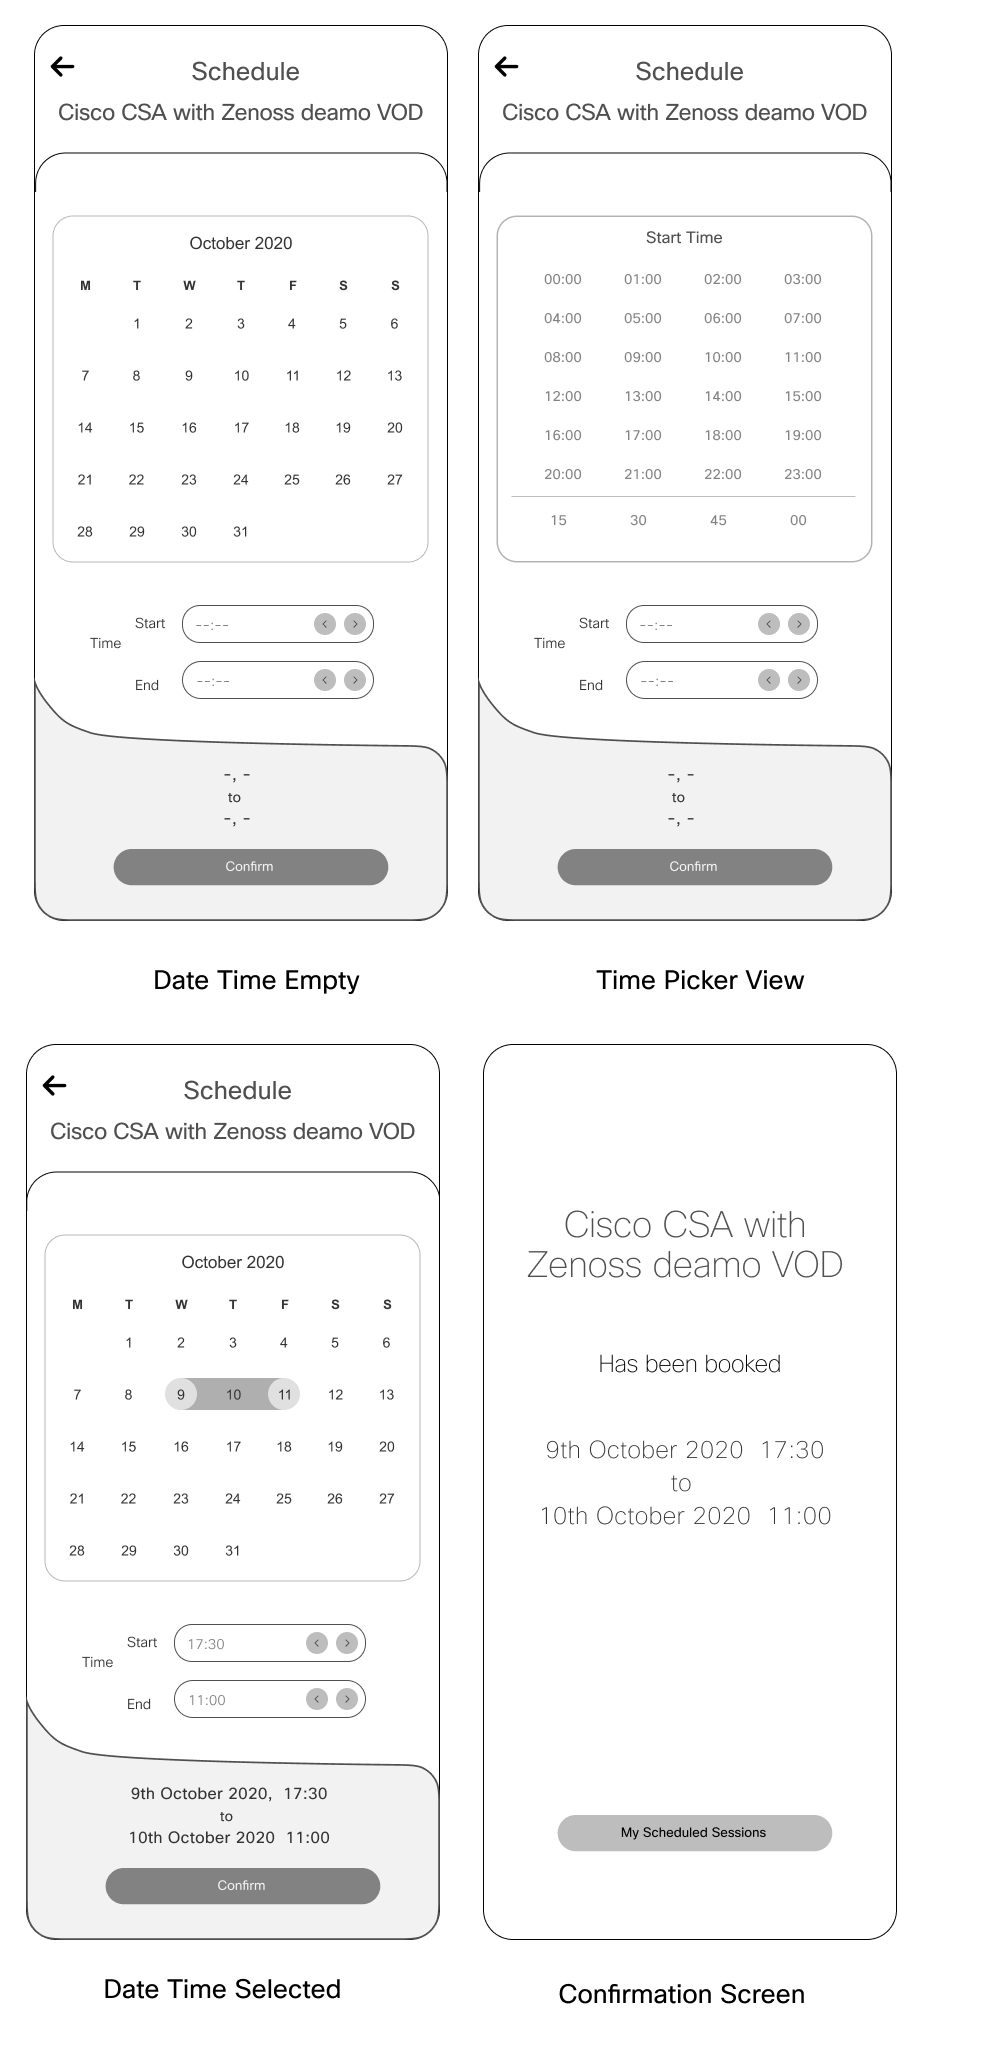 Schedule
Cisco CSA with Zenoss deamo VOD
October 2020
M T W T F S S
1 2 3 4 5 6
7 8 9 10 11 12 13
14 15 16 17 18 19 20
21 22 23 24 25 26 27
28 29 30 31
Start --:--
Time
End --:--
-, -
to
-, -
Confirm
Date Time Empty
Schedule
Cisco CSA with Zenoss deamo VOD
Start Time
00:00 01:00 02:00 03:00
04:00 05:00 06:00 07:00
08:00 09:00 10:00 11:00
12:00 13:00 14:00 15:00
16:00 17:00 18:00 19:00
20:00 21:00 22:00 23:00
15 30 45 00
Start --:--
Time
End --:--
-, -
to
-, -
Confirm
Time Picker View
Schedule
Cisco CSA with Zenoss deamo VOD
October 2020
M T W T F S S
1 2 3 4 5 6
7 8 9 10 11 12 13
14 15 16 17 18 19 20
21 22 23 24 25 26 27
28 29 30 31
Start 17:30
Time
End 11:00
9th October 2020, 17:30
to
10th October 2020 11:00
Confirm
Date Time Selected
Cisco CSA with
Zenoss deamo VOD
Has been booked
9th October 2020 17:30
to
10th October 2020 11:00
My Scheduled Sessions
Confirmation Screen